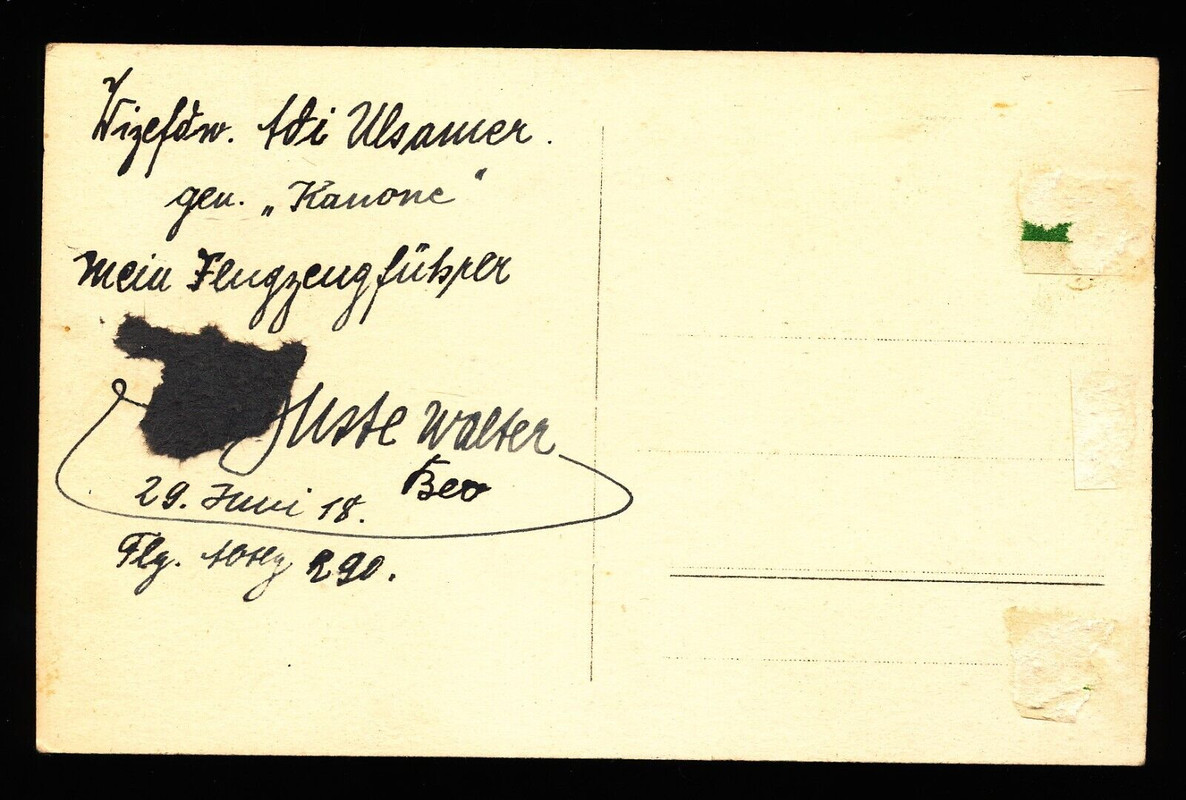 Vizefdw. Adi Ulsamer.
gen. „Kanone"
mein Flugzeugführer
Juste Walter
Beo
29. Juni 18.
Flg. Abtlg 290.